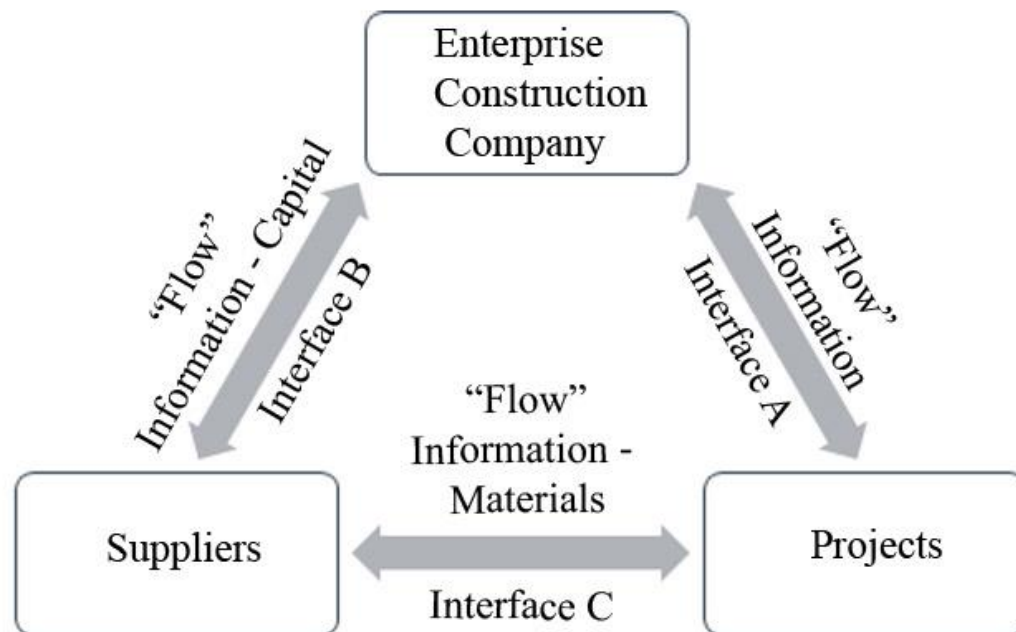 Enterprise
Construction
Company
“Flow”
Information - Capital
Interface B
“Flow”
Information
Interface A
“Flow”
Information -
Materials
Interface C
Suppliers
Projects